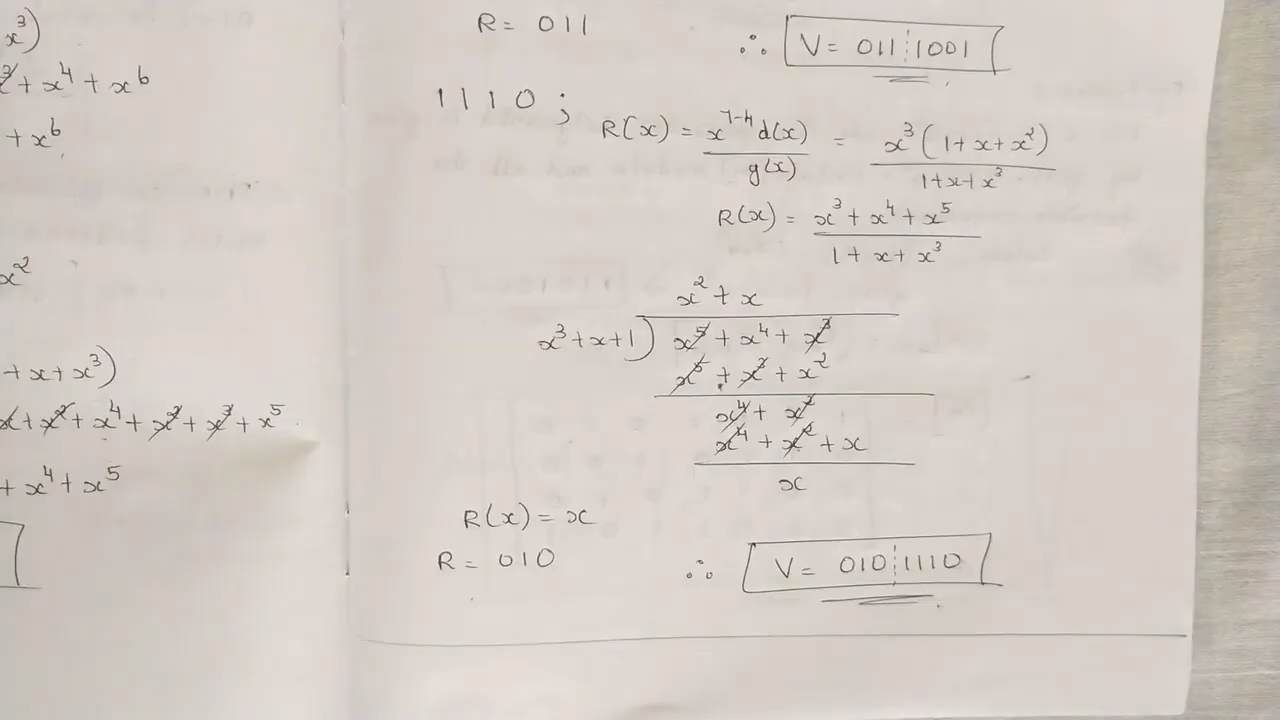 x³)
x³ + x⁴ + x⁶
+ x⁶
x²
+ x + x³)
x + x² + x⁴ + x² + x³ + x⁵
+ x⁴ + x⁵
R = 011
∴ V = 011 1001
1110 ;
R(x) = x⁷⁻⁴ d(x) / g(x) = x³ (1 + x + x²) / 1 + x + x³
R(x) = x³ + x⁴ + x⁵ / 1 + x + x³
x² + x
x³ + x + 1 ) x⁵ + x⁴ + x³
x⁵ + x³ + x²
x⁴ + x²
x⁴ + x² + x
x
R(x) = x
R = 010
∴ V = 010 1110